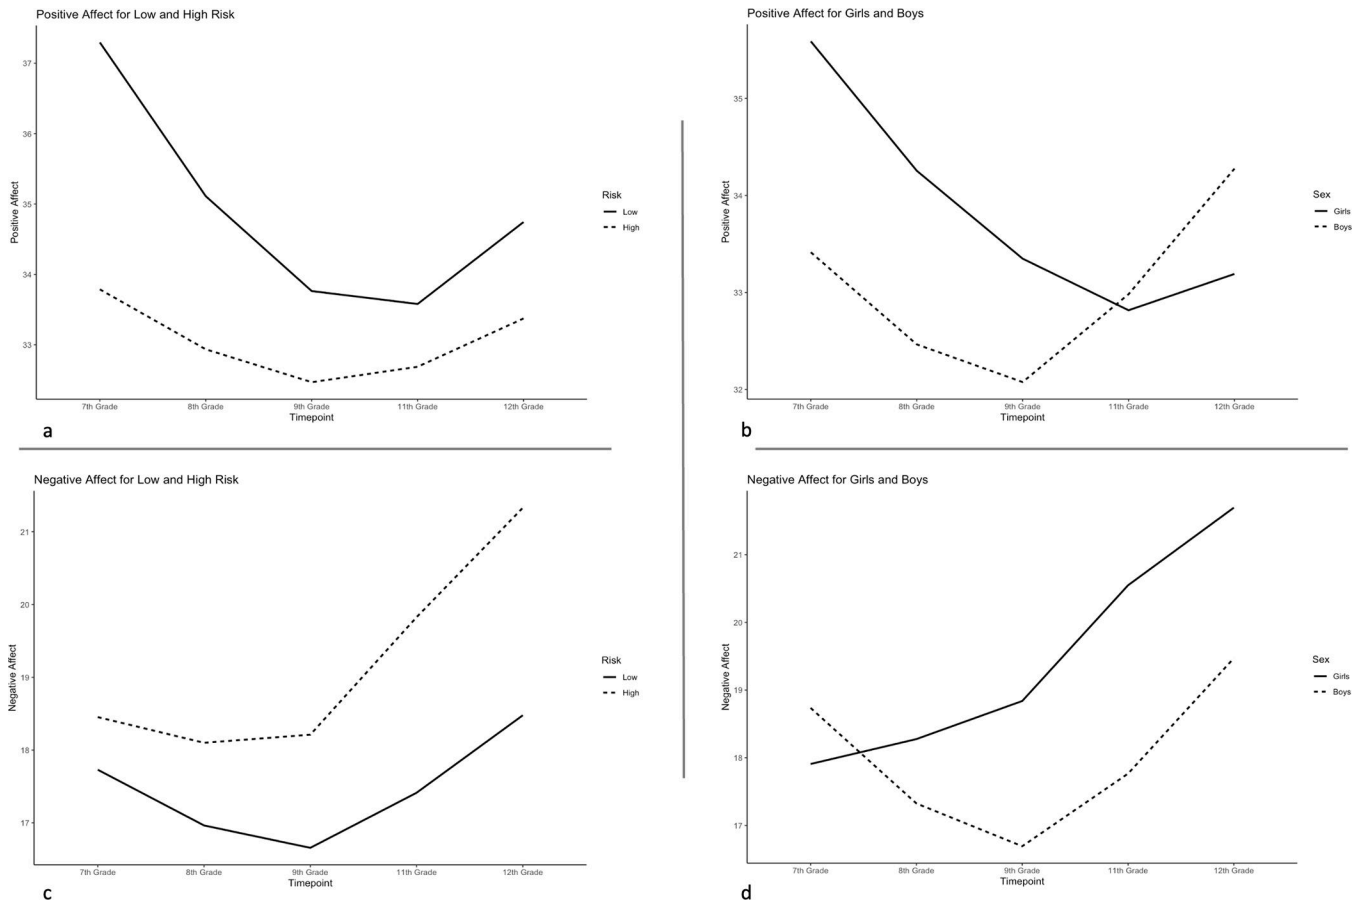 Positive Affect for Low and High Risk
37
36
35
34
33
Positive Affect
7th Grade
8th Grade
9th Grade
11th Grade
12th Grade
Timepoint
Risk
Low
High
a
Positive Affect for Girls and Boys
35
34
33
32
Positive Affect
7th Grade
8th Grade
9th Grade
11th Grade
12th Grade
Timepoint
Sex
Girls
Boys
b
Negative Affect for Low and High Risk
21
20
19
18
17
Negative Affect
7th Grade
8th Grade
9th Grade
11th Grade
12th Grade
Timepoint
Risk
Low
High
c
Negative Affect for Girls and Boys
21
20
19
18
17
Negative Affect
7th Grade
8th Grade
9th Grade
11th Grade
12th Grade
Timepoint
Sex
Girls
Boys
d